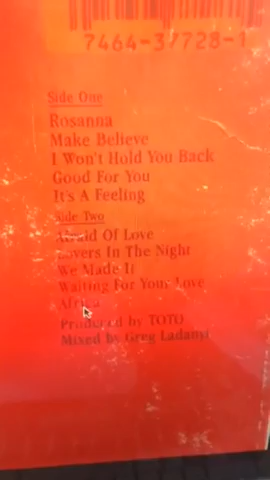 7464-37728-1
Side One
Rosanna
Make Believe
I Won't Hold You Back
Good For You
It's A Feeling
Side Two
Afraid Of Love
Lovers In The Night
We Made It
Waiting For Your Love
Africa
Produced by TOTO
Mixed by Greg Ladanyi